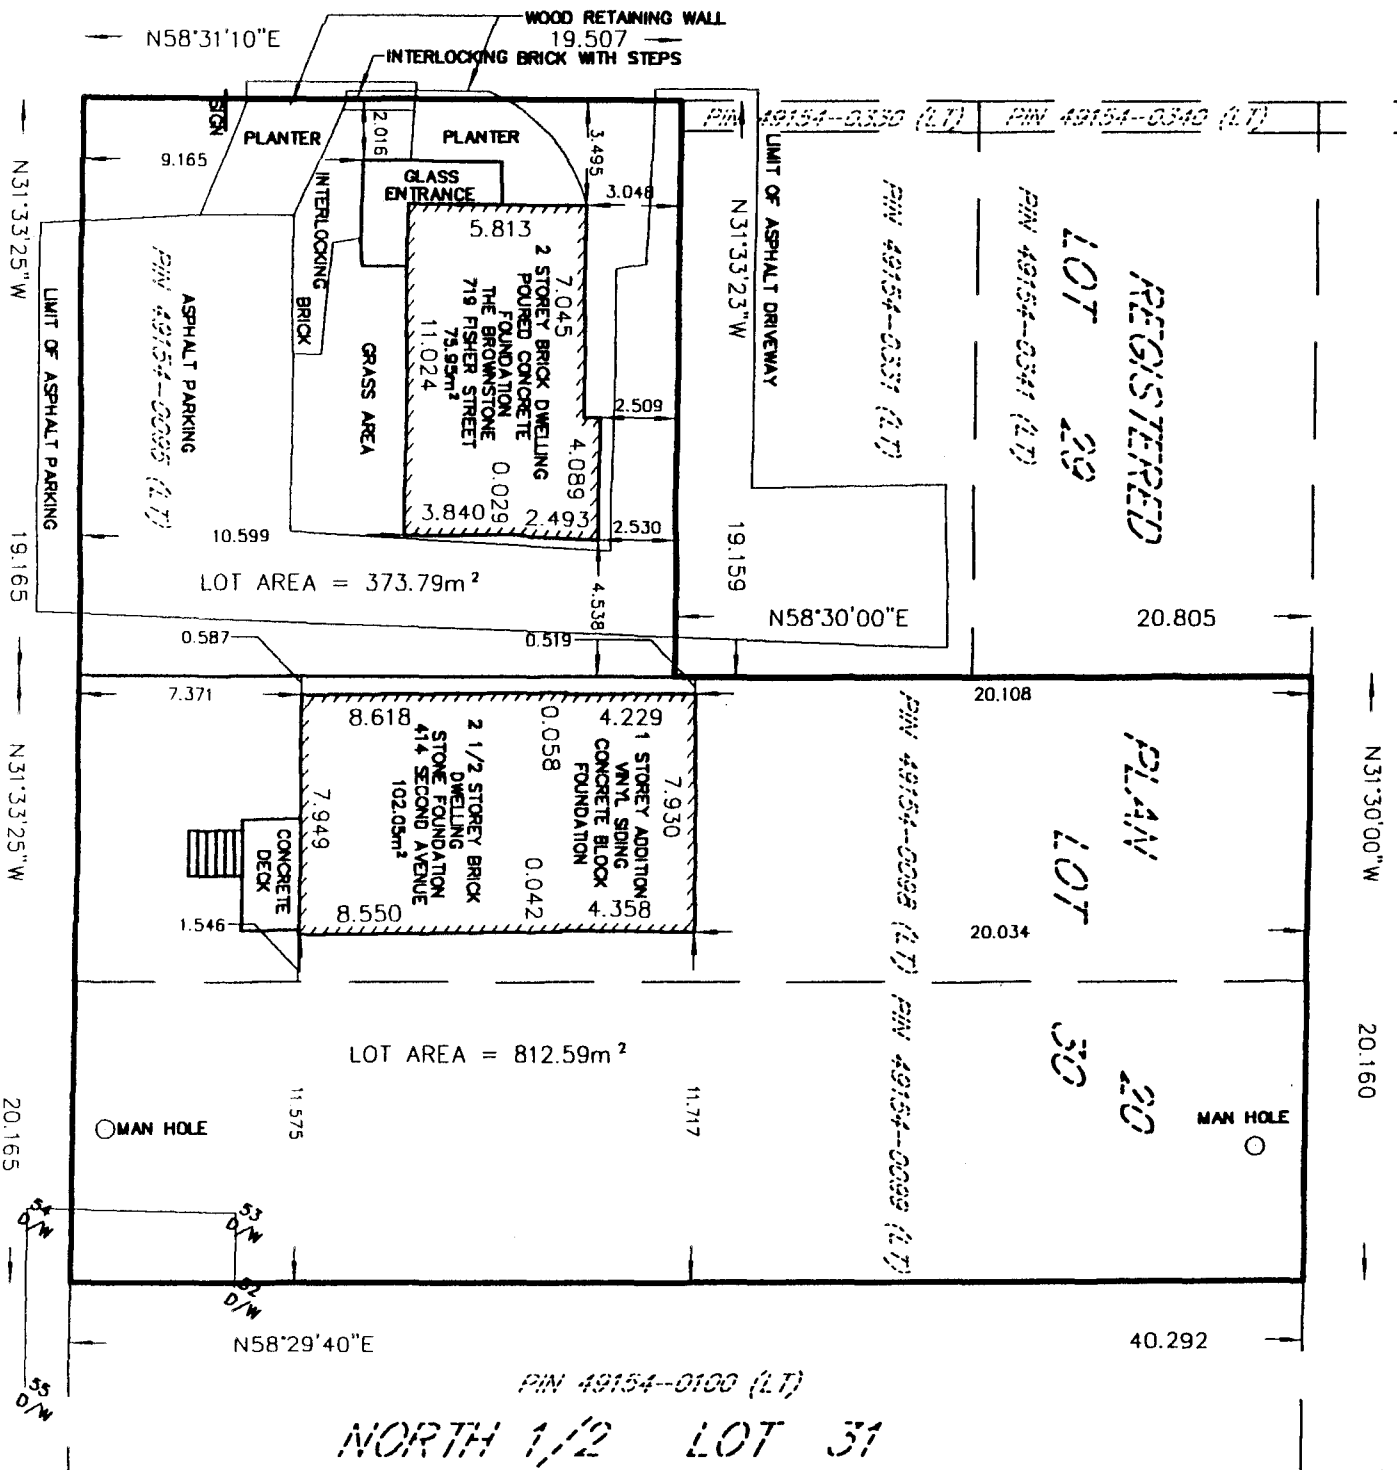 WOOD RETAINING WALL
N58°31'10"E
19.507
INTERLOCKING BRICK WITH STEPS
SIGN
PLANTER
2.016
PLANTER
3.495
PIN 49154-0330 (LT)
PIN 49154-0340 (LT)
9.165
GLASS
ENTRANCE
3.048
N31°33'25"W
INTERLOCKING
BRICK
5.813
N31°33'23"W
LIMIT OF ASPHALT DRIVEWAY
PIN 49154-0331 (LT)
PIN 49154-0341 (LT)
LOT 29
REGISTERED
LIMIT OF ASPHALT PARKING
PIN 49154-0095 (LT)
ASPHALT PARKING
GRASS AREA
11.024
2 STOREY BRICK DWELLING
POURED CONCRETE
FOUNDATION
THE BROWNSTONE
719 FISHER STREET
75.95m²
7.045
2.509
4.089
0.029
3.840
2.493
2.530
10.599
19.165
19.159
LOT AREA = 373.79m²
4.538
N58°30'00"E
20.805
0.587
0.519
7.371
20.108
8.618
0.058
4.229
2 1/2 STOREY BRICK
DWELLING
STONE FOUNDATION
414 SECOND AVENUE
102.05m²
1 STOREY ADDITION
VINYL SIDING
CONCRETE BLOCK
FOUNDATION
7.930
7.949
N31°33'25"W
N31°30'00"W
PIN 49154-0098 (LT)
PLAN 20
LOT 30
CONCRETE
DECK
8.550
0.042
4.358
1.546
20.034
LOT AREA = 812.59m²
PIN 49154-0099 (LT)
20.160
11.575
11.717
MAN HOLE
MAN HOLE
20.165
54
D/W
53
D/W
52
D/W
N58°29'40"E
40.292
55
D/W
PIN 49154-0100 (LT)
NORTH 1/2 LOT 31